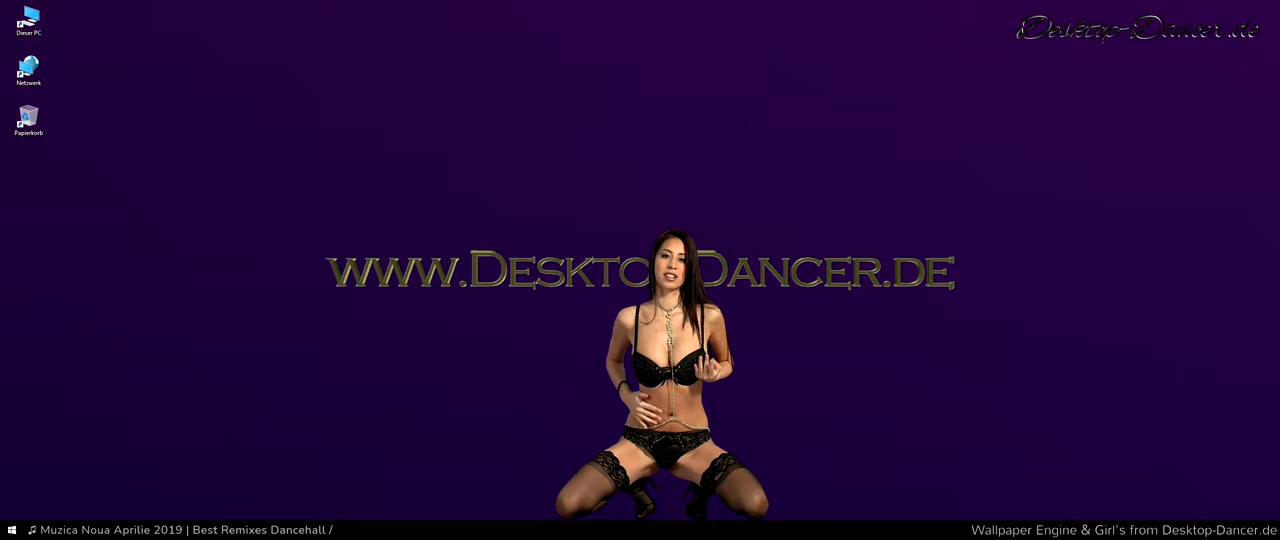 Dieser PC
Desktop-Dancer.de
Netzwerk
Papierkorb
www.Deskto Dancer.de
♫ Muzica Noua Aprilie 2019 | Best Remixes Dancehall /
Wallpaper Engine & Girl's from Desktop-Dancer.de